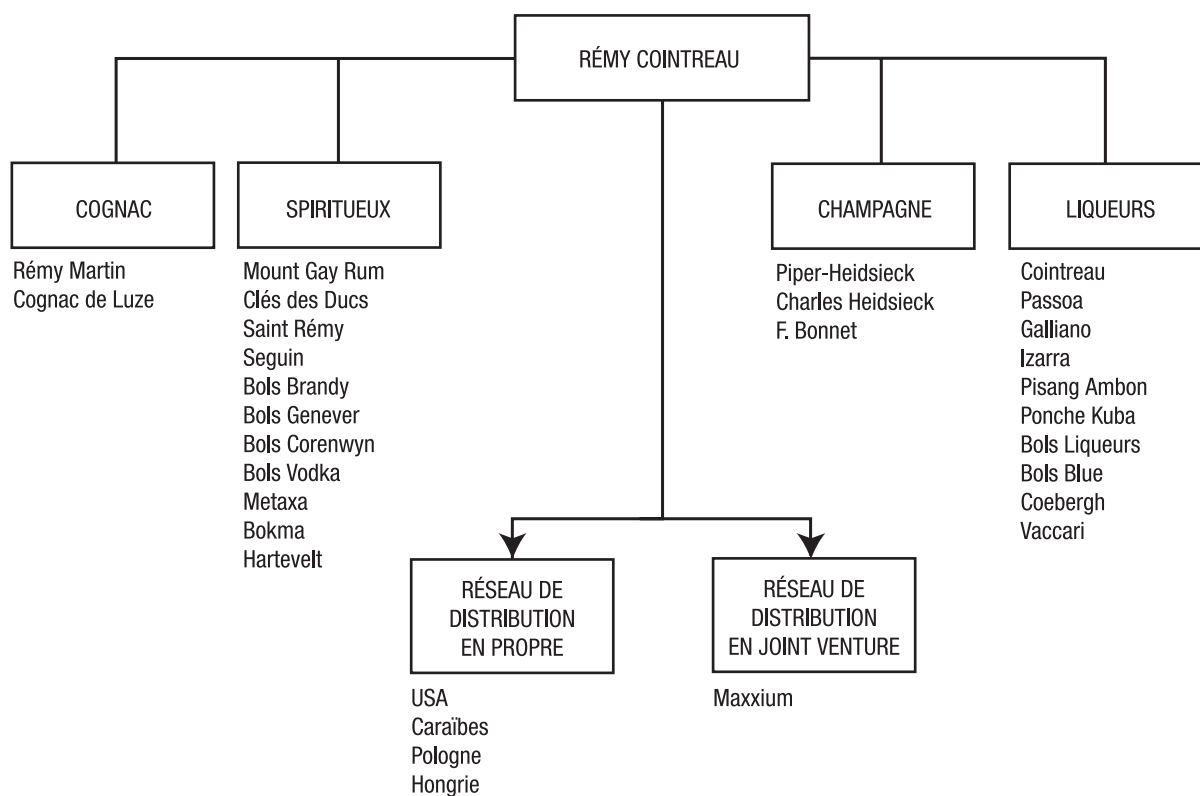 RÉMY COINTREAU
COGNAC
Rémy Martin
Cognac de Luze
SPIRITUEUX
Mount Gay Rum
Clés des Ducs
Saint Rémy
Seguin
Bols Brandy
Bols Genever
Bols Corenwyn
Bols Vodka
Metaxa
Bokma
Hartevelt
CHAMPAGNE
Piper-Heidsieck
Charles Heidsieck
F. Bonnet
LIQUEURS
Cointreau
Passoa
Galliano
Izarra
Pisang Ambon
Ponche Kuba
Bols Liqueurs
Bols Blue
Coebergh
Vaccari
RÉSEAU DE
DISTRIBUTION
EN PROPRE
USA
Caraïbes
Pologne
Hongrie
RÉSEAU DE
DISTRIBUTION
EN JOINT VENTURE
Maxxium